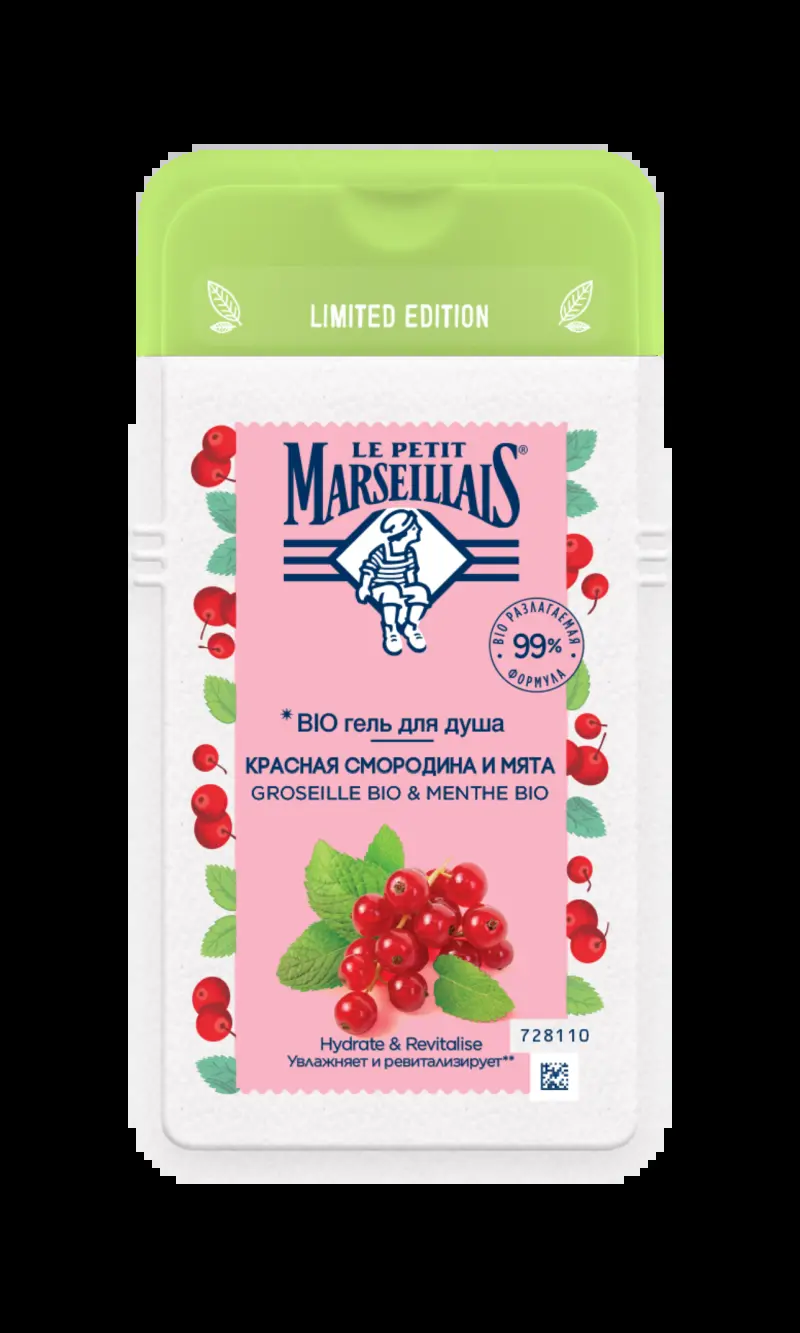 LIMITED EDITION
LE PETIT
MARSEILLAIS®
BIO РАЗЛАГАЕМАЯ
99%
ФОРМУЛА
*BIO гель для душа
КРАСНАЯ СМОРОДИНА И МЯТА
GROSEILLE BIO & MENTHE BIO
Hydrate & Revitalise
Увлажняет и ревитализирует**
728110